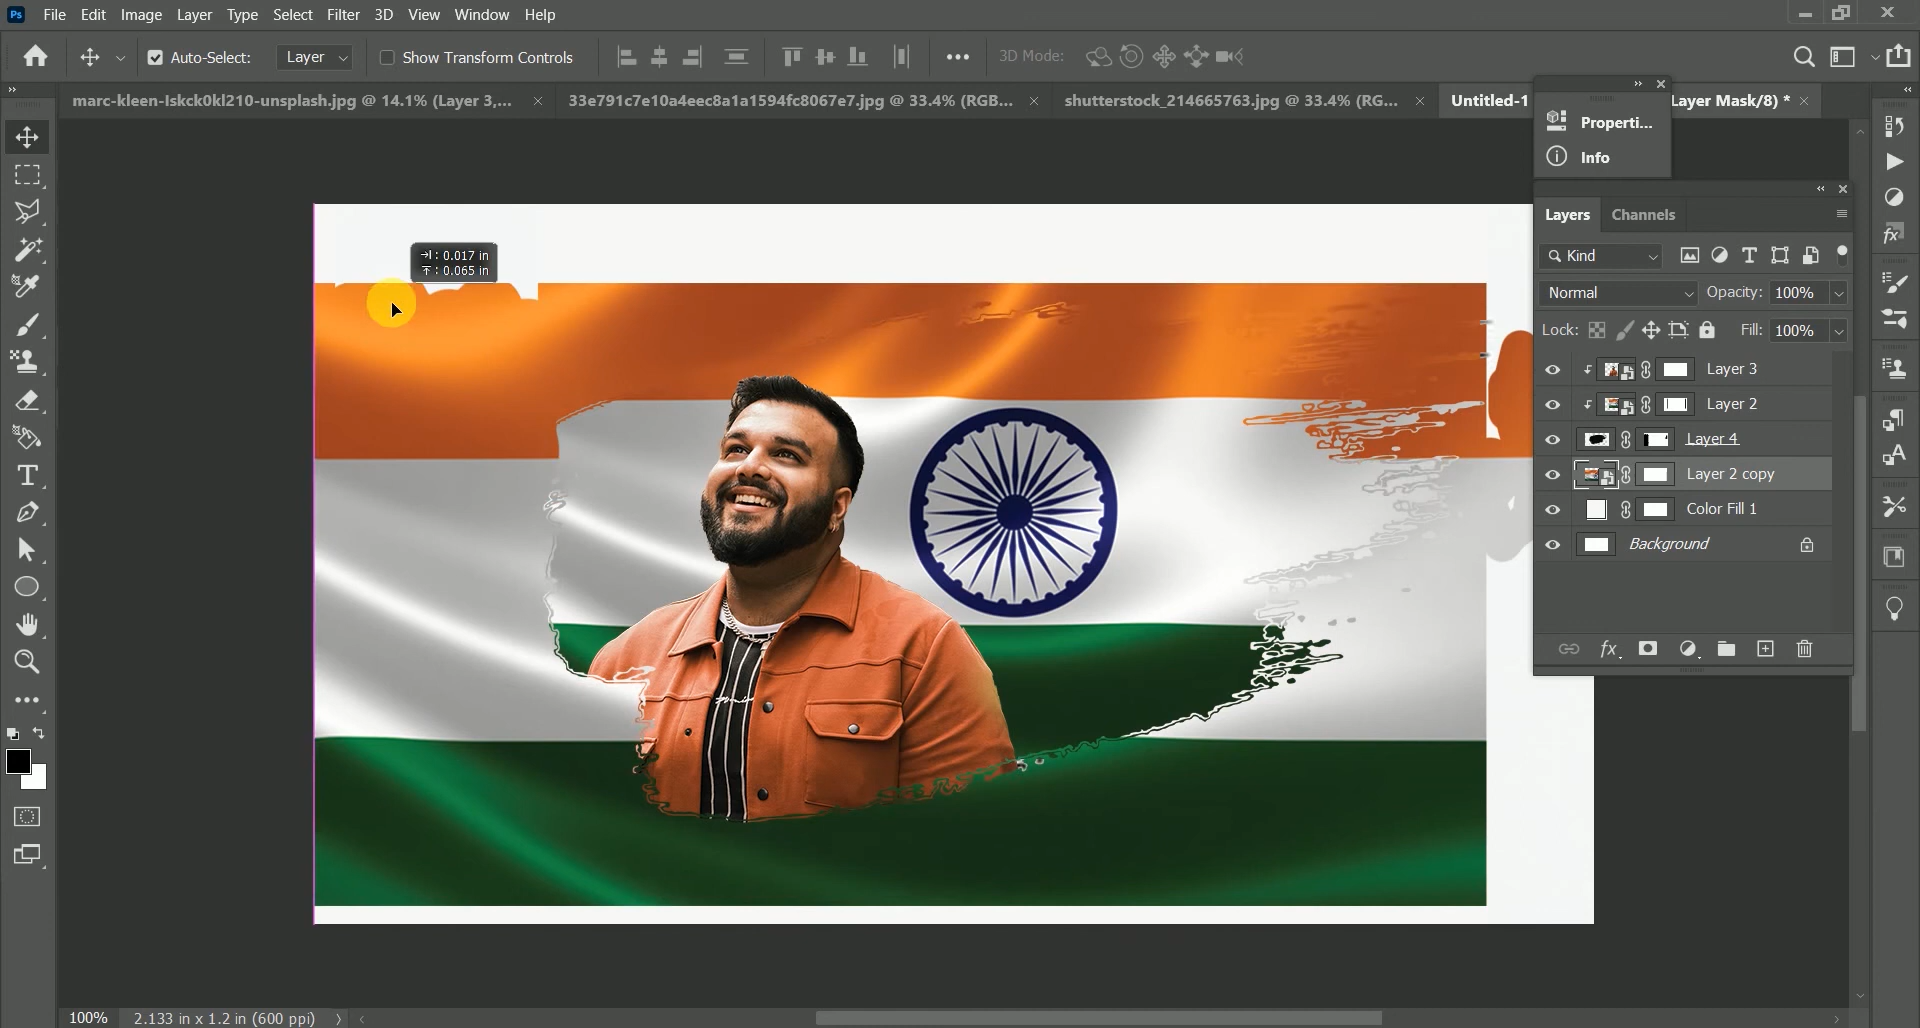 Ps File Edit Image Layer Type Select Filter 3D View Window Help
Auto-Select: Layer Show Transform Controls 3D Mode:
marc-kleen-Iskck0kl210-unsplash.jpg @ 14.1% (Layer 3,... × 33e791c7e10a4eec8a1a1594fc8067e7.jpg @ 33.4% (RGB... × shutterstock_214665763.jpg @ 33.4% (RG... × Untitled-1 Layer Mask/8) * ×
Properti...
Info
Layers Channels
Kind
Normal Opacity: 100%
Lock: Fill: 100%
Layer 3
Layer 2
Layer 4
Layer 2 copy
Color Fill 1
Background
fx
: 0.017 in
: 0.065 in
100% 2.133 in x 1.2 in (600 ppi)